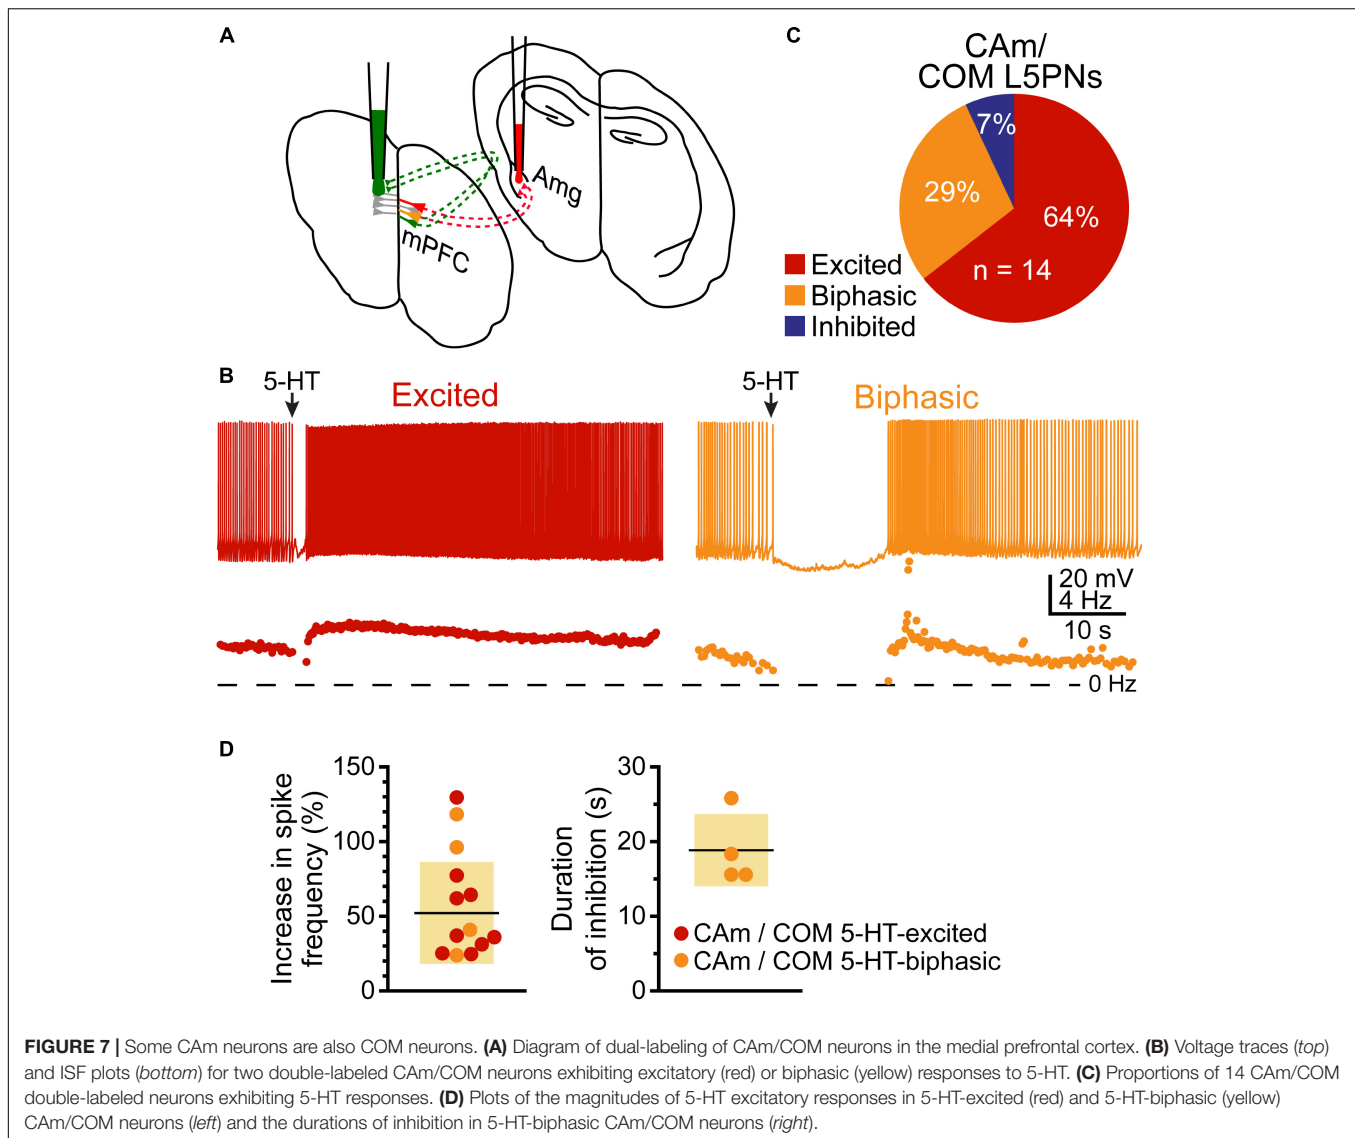 A
Amg
mPFC
C
CAm/
COM L5PNs
7%
29%
64%
n = 14
Excited
Biphasic
Inhibited
B
5-HT
Excited
5-HT
Biphasic
20 mV
4 Hz
10 s
0 Hz
D
Increase in spike
frequency (%)
150
100
50
0
Duration
of inhibition (s)
30
20
10
0
CAm / COM 5-HT-excited
CAm / COM 5-HT-biphasic
FIGURE 7 | Some CAm neurons are also COM neurons. (A) Diagram of dual-labeling of CAm/COM neurons in the medial prefrontal cortex. (B) Voltage traces (top)
and ISF plots (bottom) for two double-labeled CAm/COM neurons exhibiting excitatory (red) or biphasic (yellow) responses to 5-HT. (C) Proportions of 14 CAm/COM
double-labeled neurons exhibiting 5-HT responses. (D) Plots of the magnitudes of 5-HT excitatory responses in 5-HT-excited (red) and 5-HT-biphasic (yellow)
CAm/COM neurons (left) and the durations of inhibition in 5-HT-biphasic CAm/COM neurons (right).